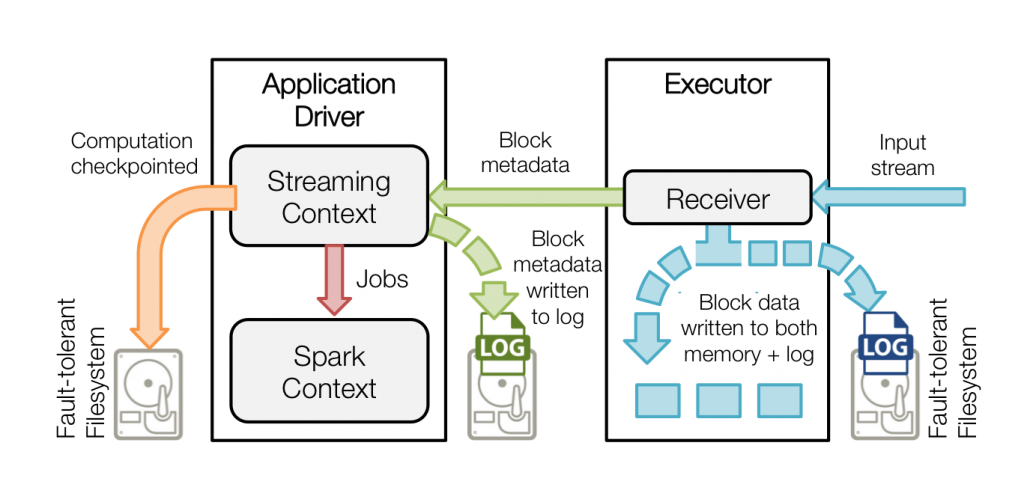 Application
Driver
Executor
Computation
checkpointed
Block
metadata
Input
stream
Streaming
Context
Receiver
Block
metadata
written
to log
Jobs
Block data
written to both
memory + log
Fault-tolerant
Filesystem
LOG
LOG
Fault-tolerant
Filesystem
Spark
Context